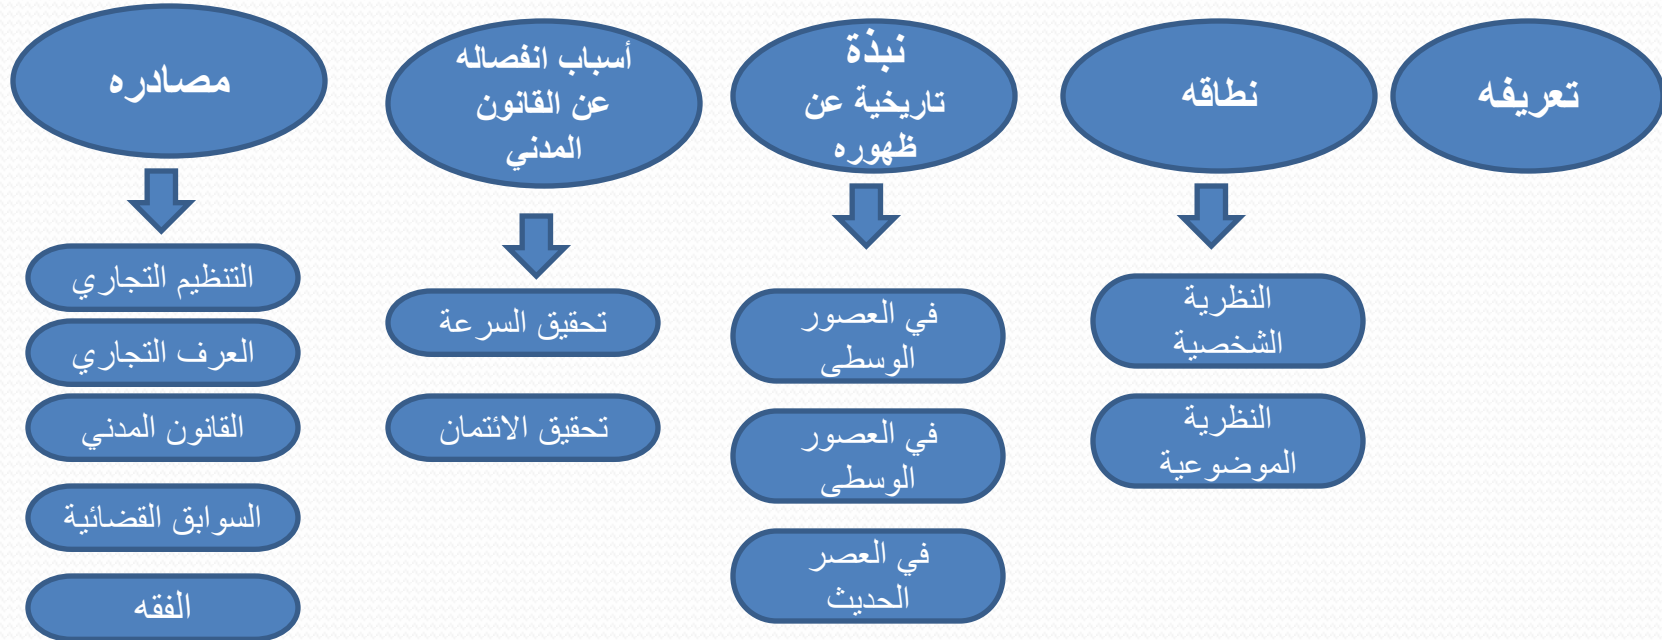 تعريفه
نطاقه
النظرية
الشخصية
النظرية
الموضوعية
نبذة
تاريخية عن
ظهوره
في العصور
الوسطى
في العصور
الوسطى
في العصر
الحديث
أسباب انفصاله
عن القانون
المدني
تحقيق السرعة
تحقيق الائتمان
مصادره
التنظيم التجاري
العرف التجاري
القانون المدني
السوابق القضائية
الفقه